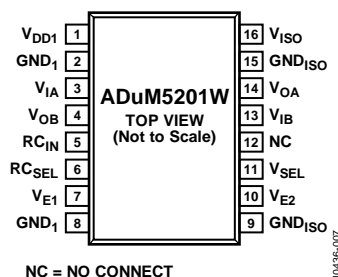 VDD1 1
GND1 2
VIA 3
VOB 4
RCIN 5
RCSEL 6
VE1 7
GND1 8
ADuM5201W
TOP VIEW
(Not to Scale)
16 VISO
15 GNDISO
14 VOA
13 VIB
12 NC
11 VSEL
10 VE2
9 GNDISO
NC = NO CONNECT